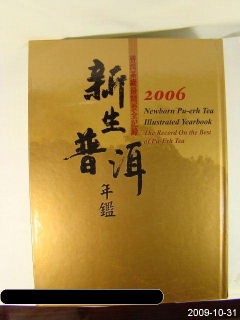 新生普洱
年鑑
2006
Newborn Pu-erh Tea
Illustrated Yearbook
The Record On the Best
of Pu-Erh Tea
2009-10-31